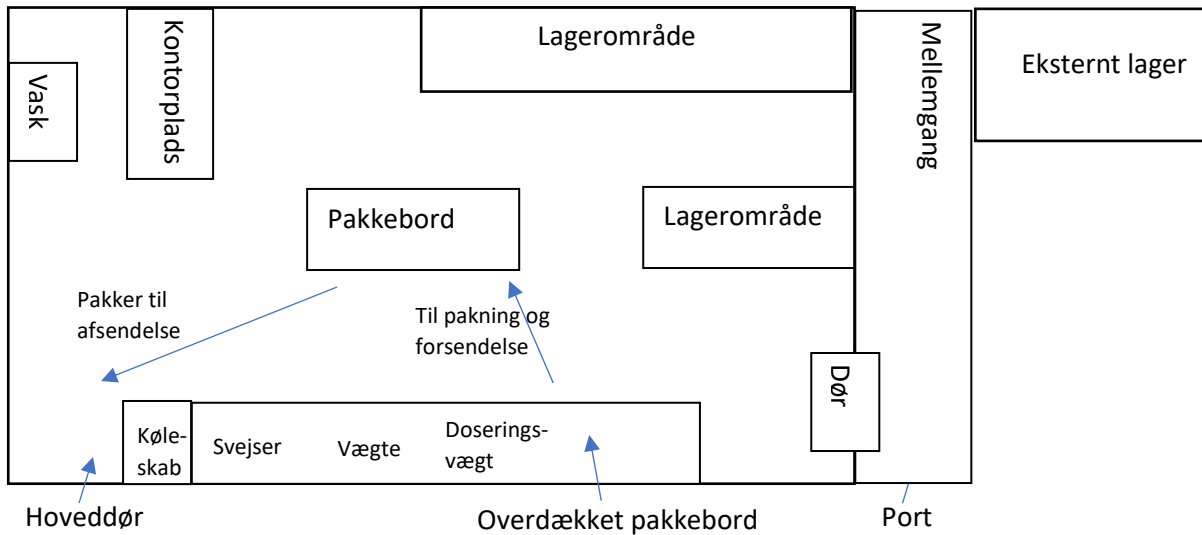 Vask
Kontorplads
Lagerområde
Mellemgang
Eksternt lager
Pakkebord
Lagerområde
Pakker til
afsendelse
Til pakning og
forsendelse
Dør
Køle-
skab
Svejser
Vægte
Doserings-
vægt
Hoveddør
Overdækket pakkebord
Port